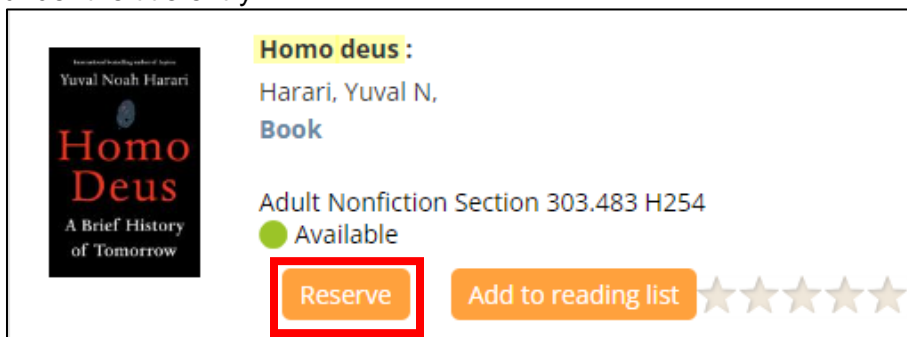 Yuval Noah Harari
Homo
Deus
A Brief History
of Tomorrow
Homo deus :
Harari, Yuval N,
Book
Adult Nonfiction Section 303.483 H254
Available
Reserve
Add to reading list